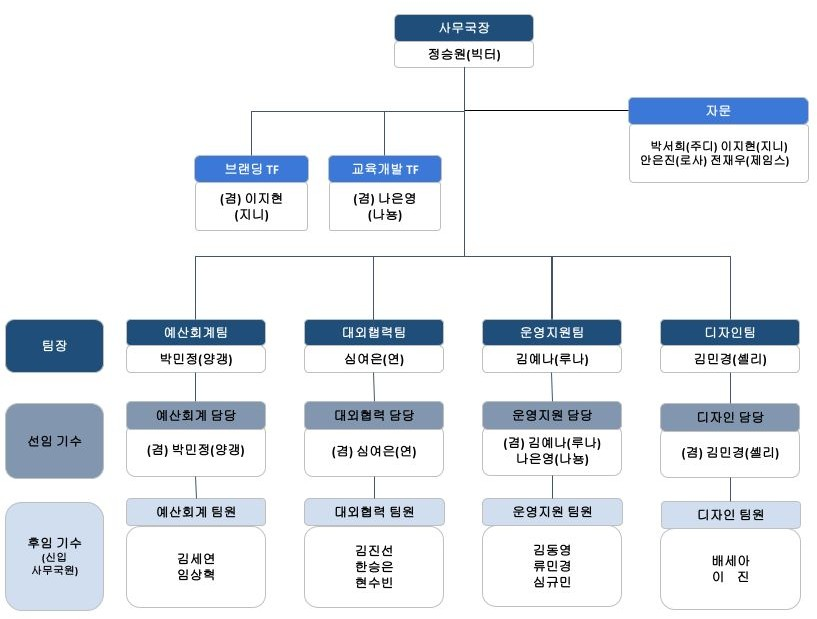 사무국장
정승원(빅터)
자문
박서희(주디) 이지현(지니)
안은진(로사) 전재우(제임스)
브랜딩 TF
(겸) 이지현
(지니)
교육개발 TF
(겸) 나은영
(나뇽)
팀장
예산회계팀
박민정(양갱)
대외협력팀
심여은(연)
운영지원팀
김예나(루나)
디자인팀
김민경(셸리)
선임 기수
예산회계 담당
(겸) 박민정(양갱)
대외협력 담당
(겸) 심여은(연)
운영지원 담당
(겸) 김예나(루나)
나은영(나뇽)
디자인 담당
(겸) 김민경(셸리)
후임 기수
(신입
사무국원)
예산회계 팀원
김세연
임상혁
대외협력 팀원
김진선
한승은
현수빈
운영지원 팀원
김동영
류민경
심규민
디자인 팀원
배세아
이 진